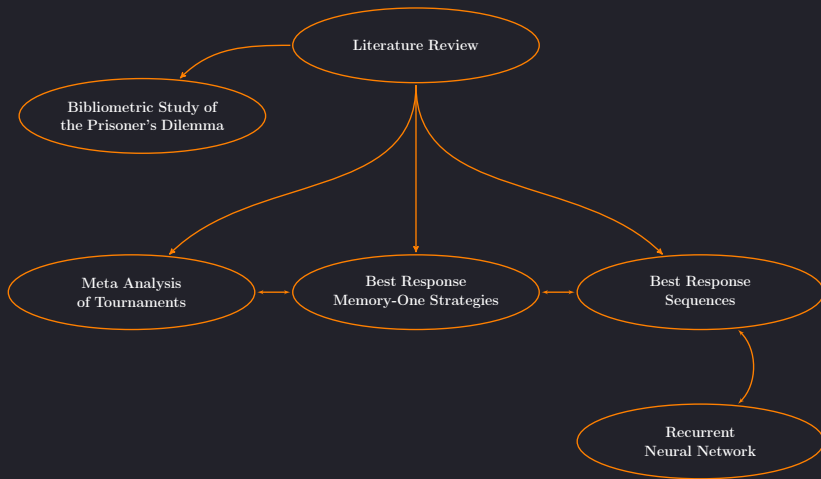 Literature Review
Bibliometric Study of
the Prisoner's Dilemma
Meta Analysis
of Tournaments
Best Response
Memory-One Strategies
Best Response
Sequences
Recurrent
Neural Network